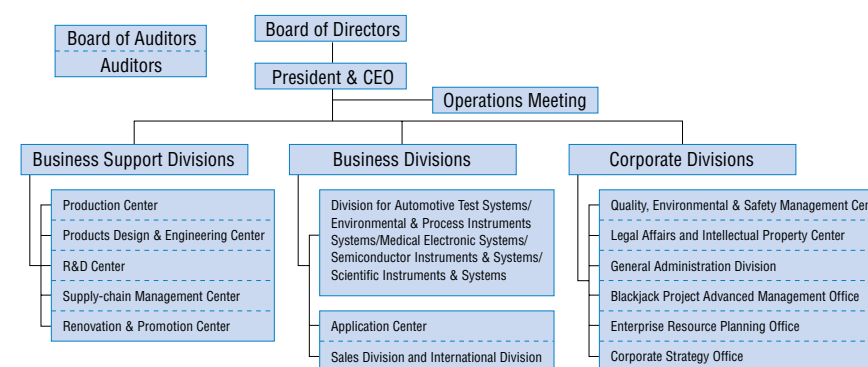 Board of Auditors
Auditors
Board of Directors
President & CEO
Operations Meeting
Business Support Divisions
Production Center
Products Design & Engineering Center
R&D Center
Supply-chain Management Center
Renovation & Promotion Center
Business Divisions
Division for Automotive Test Systems/
Environmental & Process Instruments
Systems/Medical Electronic Systems/
Semiconductor Instruments & Systems/
Scientific Instruments & Systems
Application Center
Sales Division and International Division
Corporate Divisions
Quality, Environmental & Safety Management
Legal Affairs and Intellectual Property Center
General Administration Division
Blackjack Project Advanced Management Office
Enterprise Resource Planning Office
Corporate Strategy Office